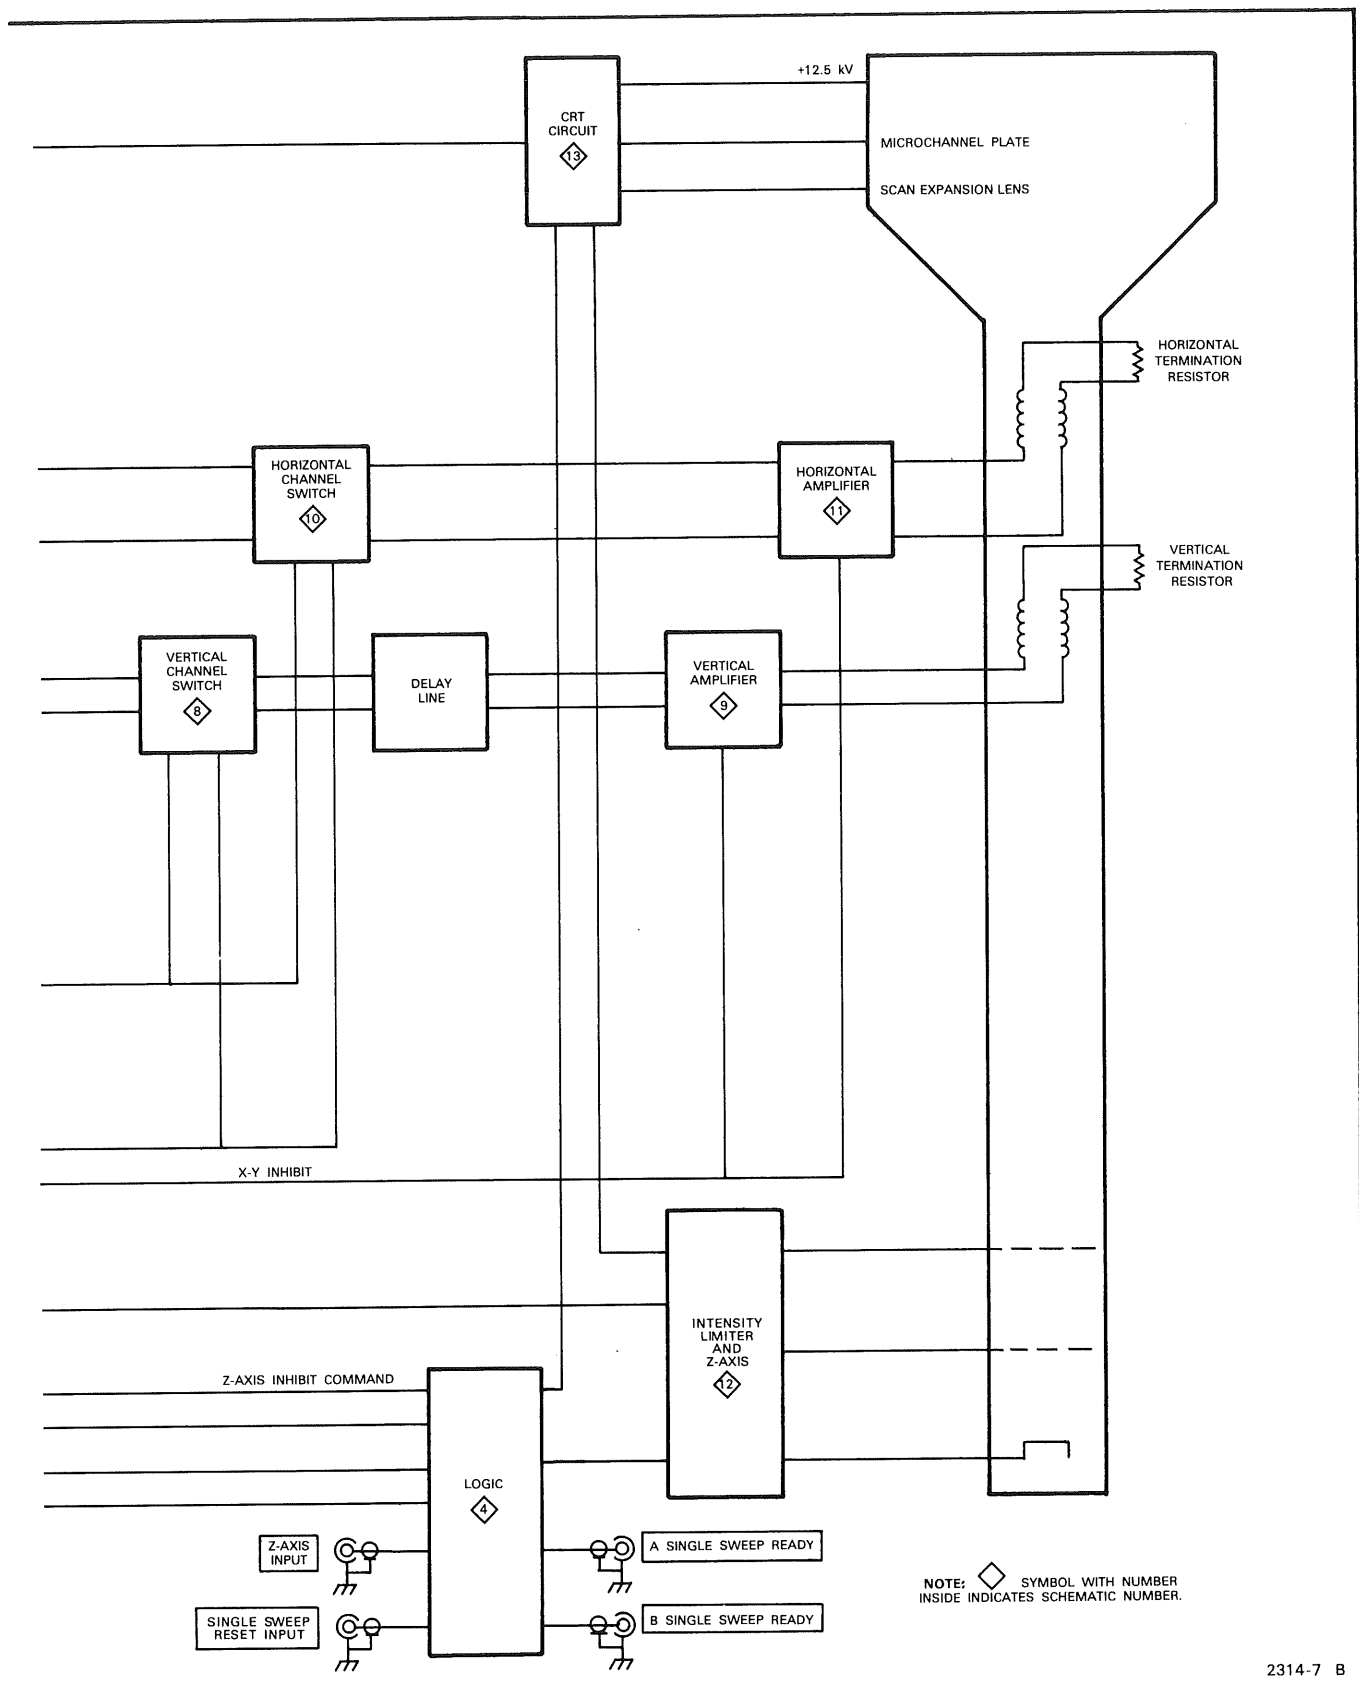 +12.5 kV
CRT
CIRCUIT
13
MICROCHANNEL PLATE
SCAN EXPANSION LENS
HORIZONTAL
TERMINATION
RESISTOR
HORIZONTAL
CHANNEL
SWITCH
10
HORIZONTAL
AMPLIFIER
11
VERTICAL
TERMINATION
RESISTOR
VERTICAL
CHANNEL
SWITCH
8
DELAY
LINE
VERTICAL
AMPLIFIER
9
X-Y INHIBIT
INTENSITY
LIMITER
AND
Z-AXIS
12
Z-AXIS INHIBIT COMMAND
LOGIC
4
Z-AXIS
INPUT
A SINGLE SWEEP READY
SINGLE SWEEP
RESET INPUT
B SINGLE SWEEP READY
NOTE: SYMBOL WITH NUMBER
INSIDE INDICATES SCHEMATIC NUMBER.
2314-7 B